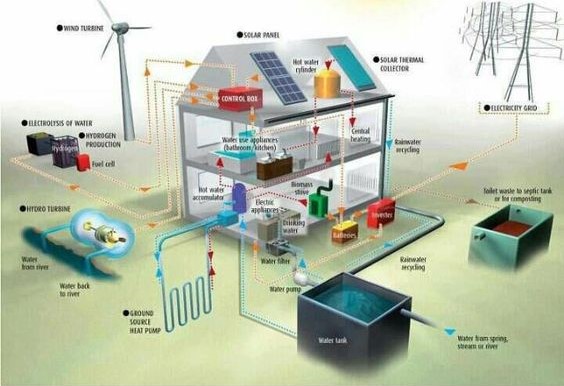 ●WIND TURBINE
●SOLAR PANEL
Hot water
cylinder
●SOLAR THERMAL
COLLECTOR
CONTROL BOX
●ELECTRICITY GRID
●ELECTROLYSIS OF WATER
●HYDROGEN
PRODUCTION
Hydrogen
Fuel cell
Water use appliances
(bathroom, kitchen)
Central
heating
Rainwater
recycling
Hot water
accumulator
Electric
appliances
Biomass
stove
Toilet waste to septic tank
or for composting
●HYDRO TURBINE
Drinking
water
Batteries
Inverter
Water
from river
Water filter
Rainwater
recycling
Water back
to river
Water pump
●GROUND
SOURCE
HEAT PUMP
Water tank
Water from spring,
stream or river